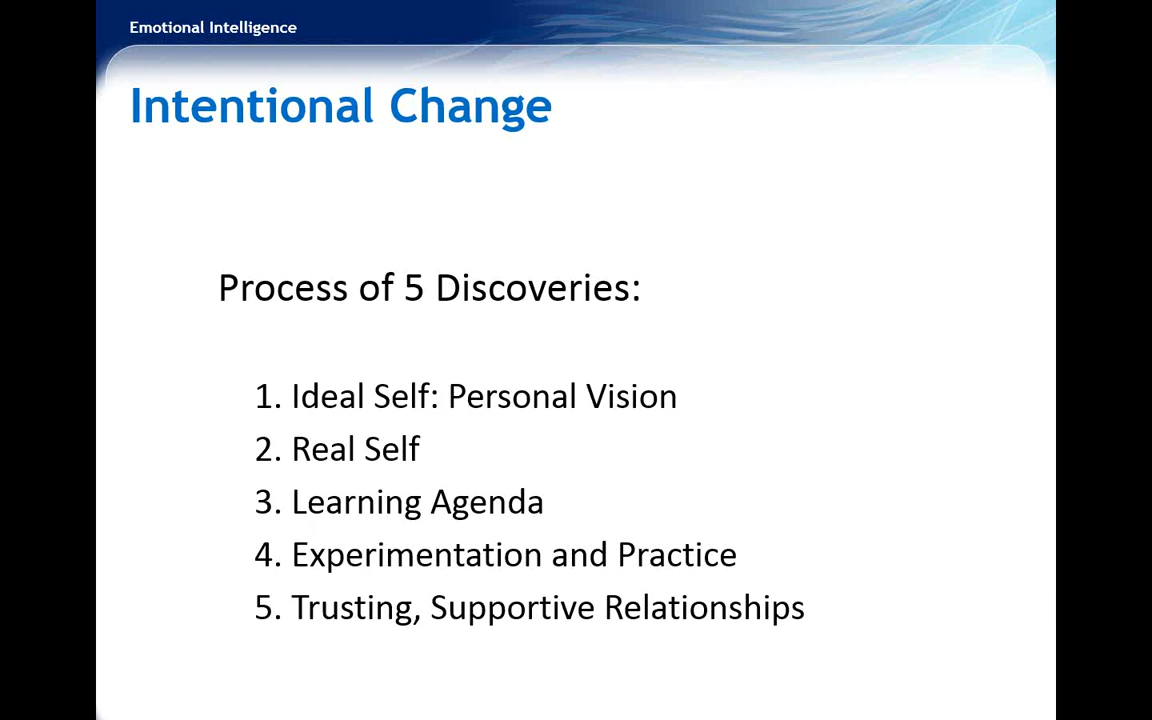 Emotional Intelligence
Intentional Change
Process of 5 Discoveries:
1. Ideal Self: Personal Vision
2. Real Self
3. Learning Agenda
4. Experimentation and Practice
5. Trusting, Supportive Relationships